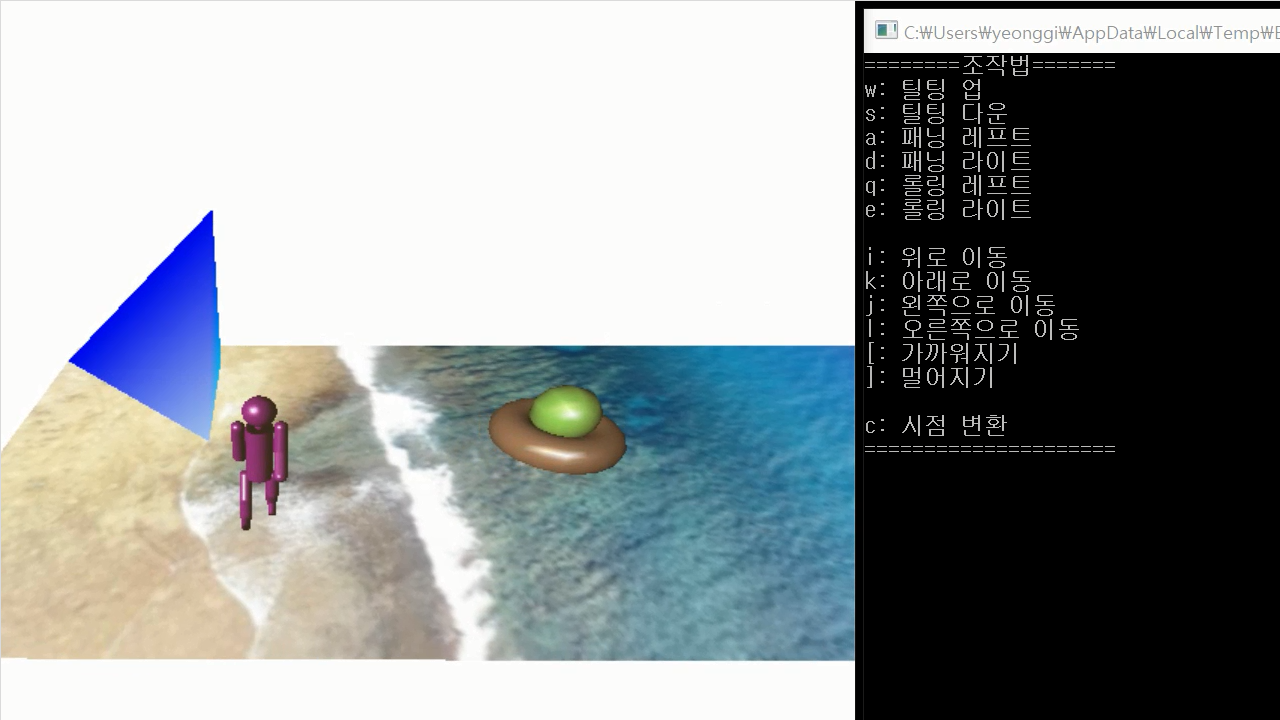 C:₩Users₩yeonggi₩AppData₩Local₩Temp₩E
========조작법=======
w: 틸팅 업
s: 틸팅 다운
a: 패닝 레프트
d: 패닝 라이트
q: 롤링 레프트
e: 롤링 라이트
i: 위로 이동
k: 아래로 이동
j: 왼쪽으로 이동
l: 오른쪽으로 이동
[: 가까워지기
]: 멀어지기
c: 시점 변환
=====================